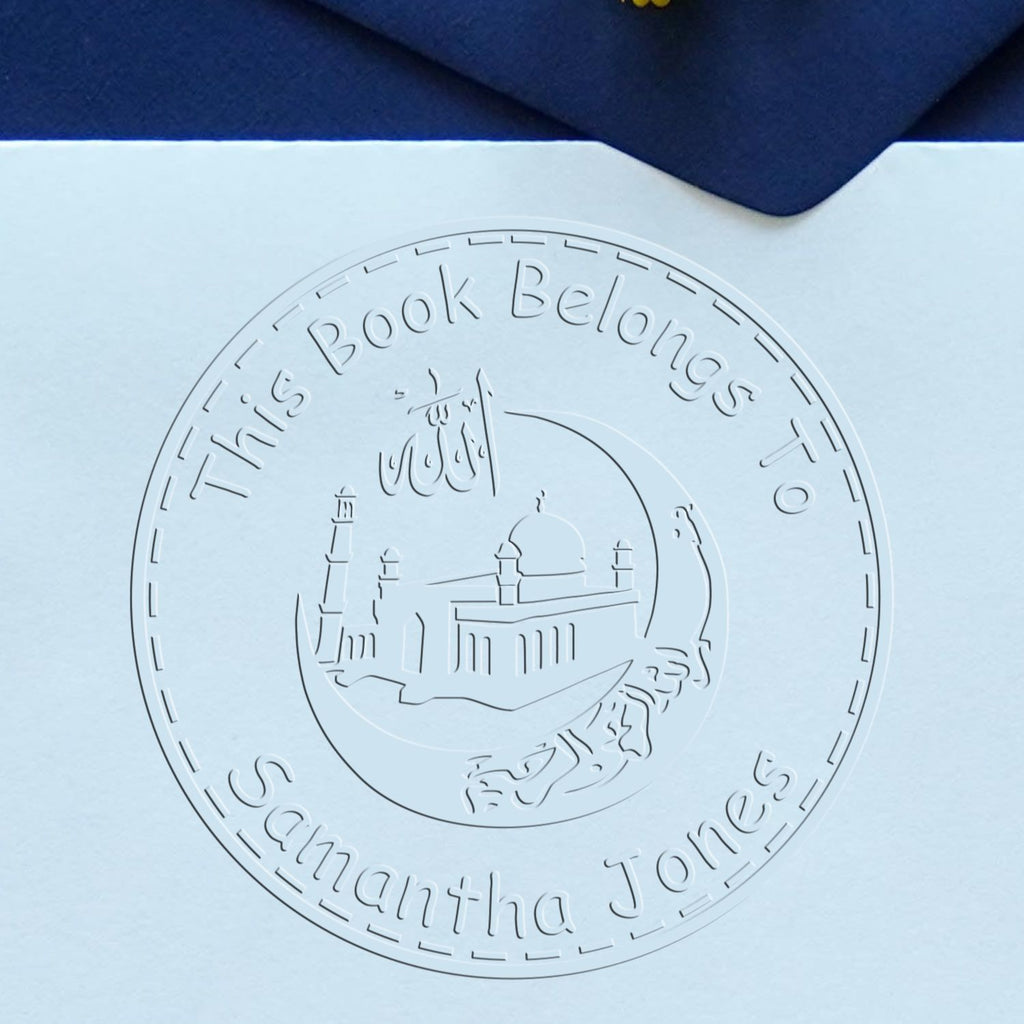 This Book Belongs To
الله
Samantha Jones